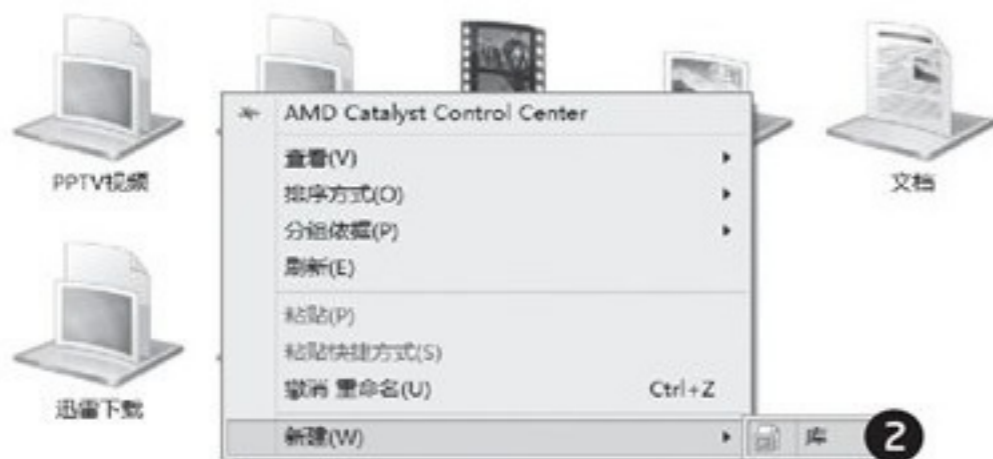 AMD Catalyst Control Center
查看(V)
PPTV视频
文档
排序方式(O)
分组依据(P)
刷新(E)
粘贴(P)
粘贴快捷方式(S)
撤消 重命名(U) Ctrl+Z
迅雷下载
新建(W) 库 2